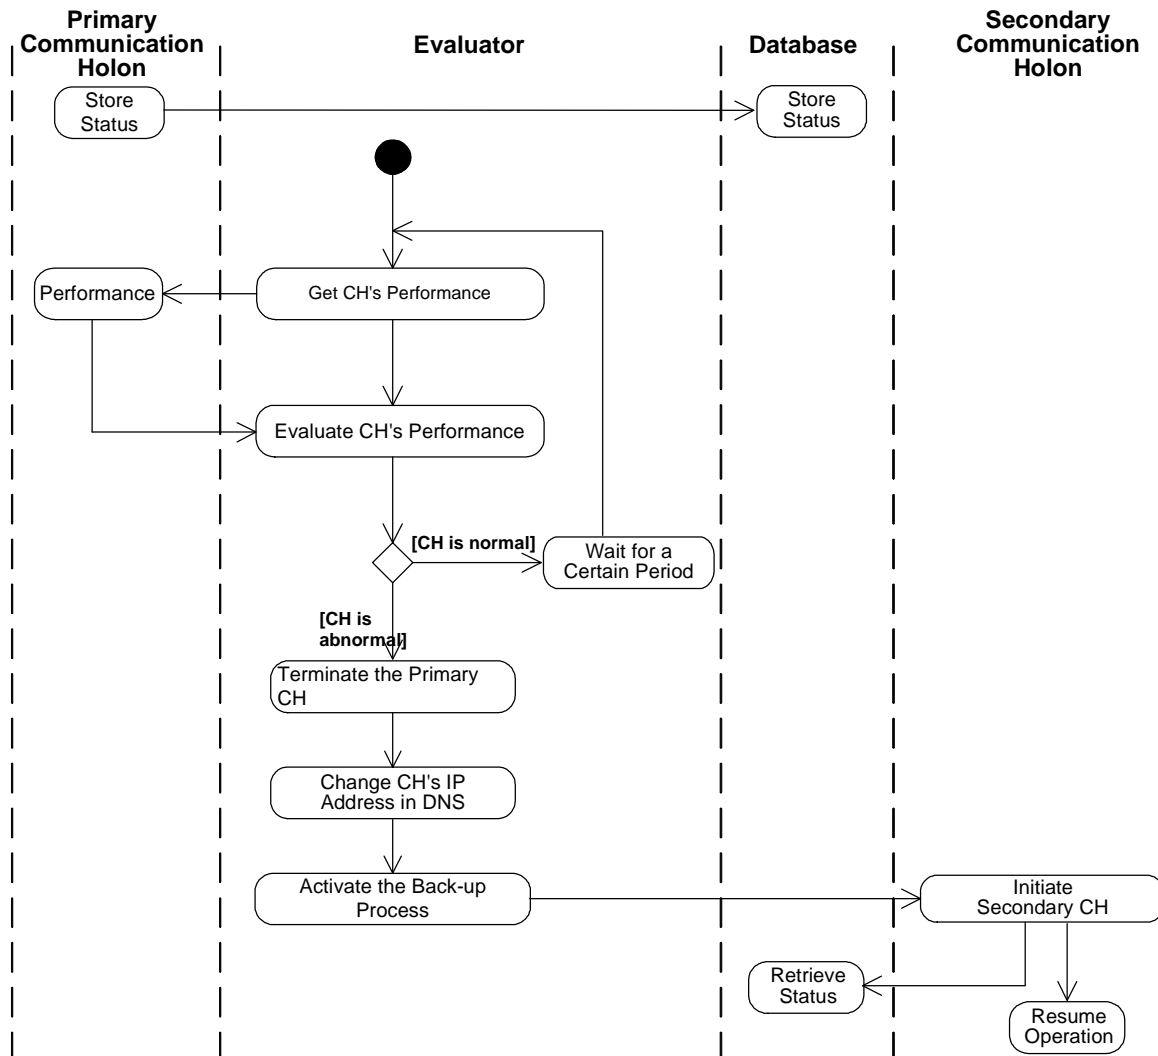 Primary
Communication
Holon
Evaluator
Database
Secondary
Communication
Holon
Store
Status
Store
Status
Performance
Get CH's Performance
Evaluate CH's Performance
[CH is normal]
Wait for a
Certain Period
[CH is
abnormal]
Terminate the Primary
CH
Change CH's IP
Address in DNS
Activate the Back-up
Process
Initiate
Secondary CH
Retrieve
Status
Resume
Operation